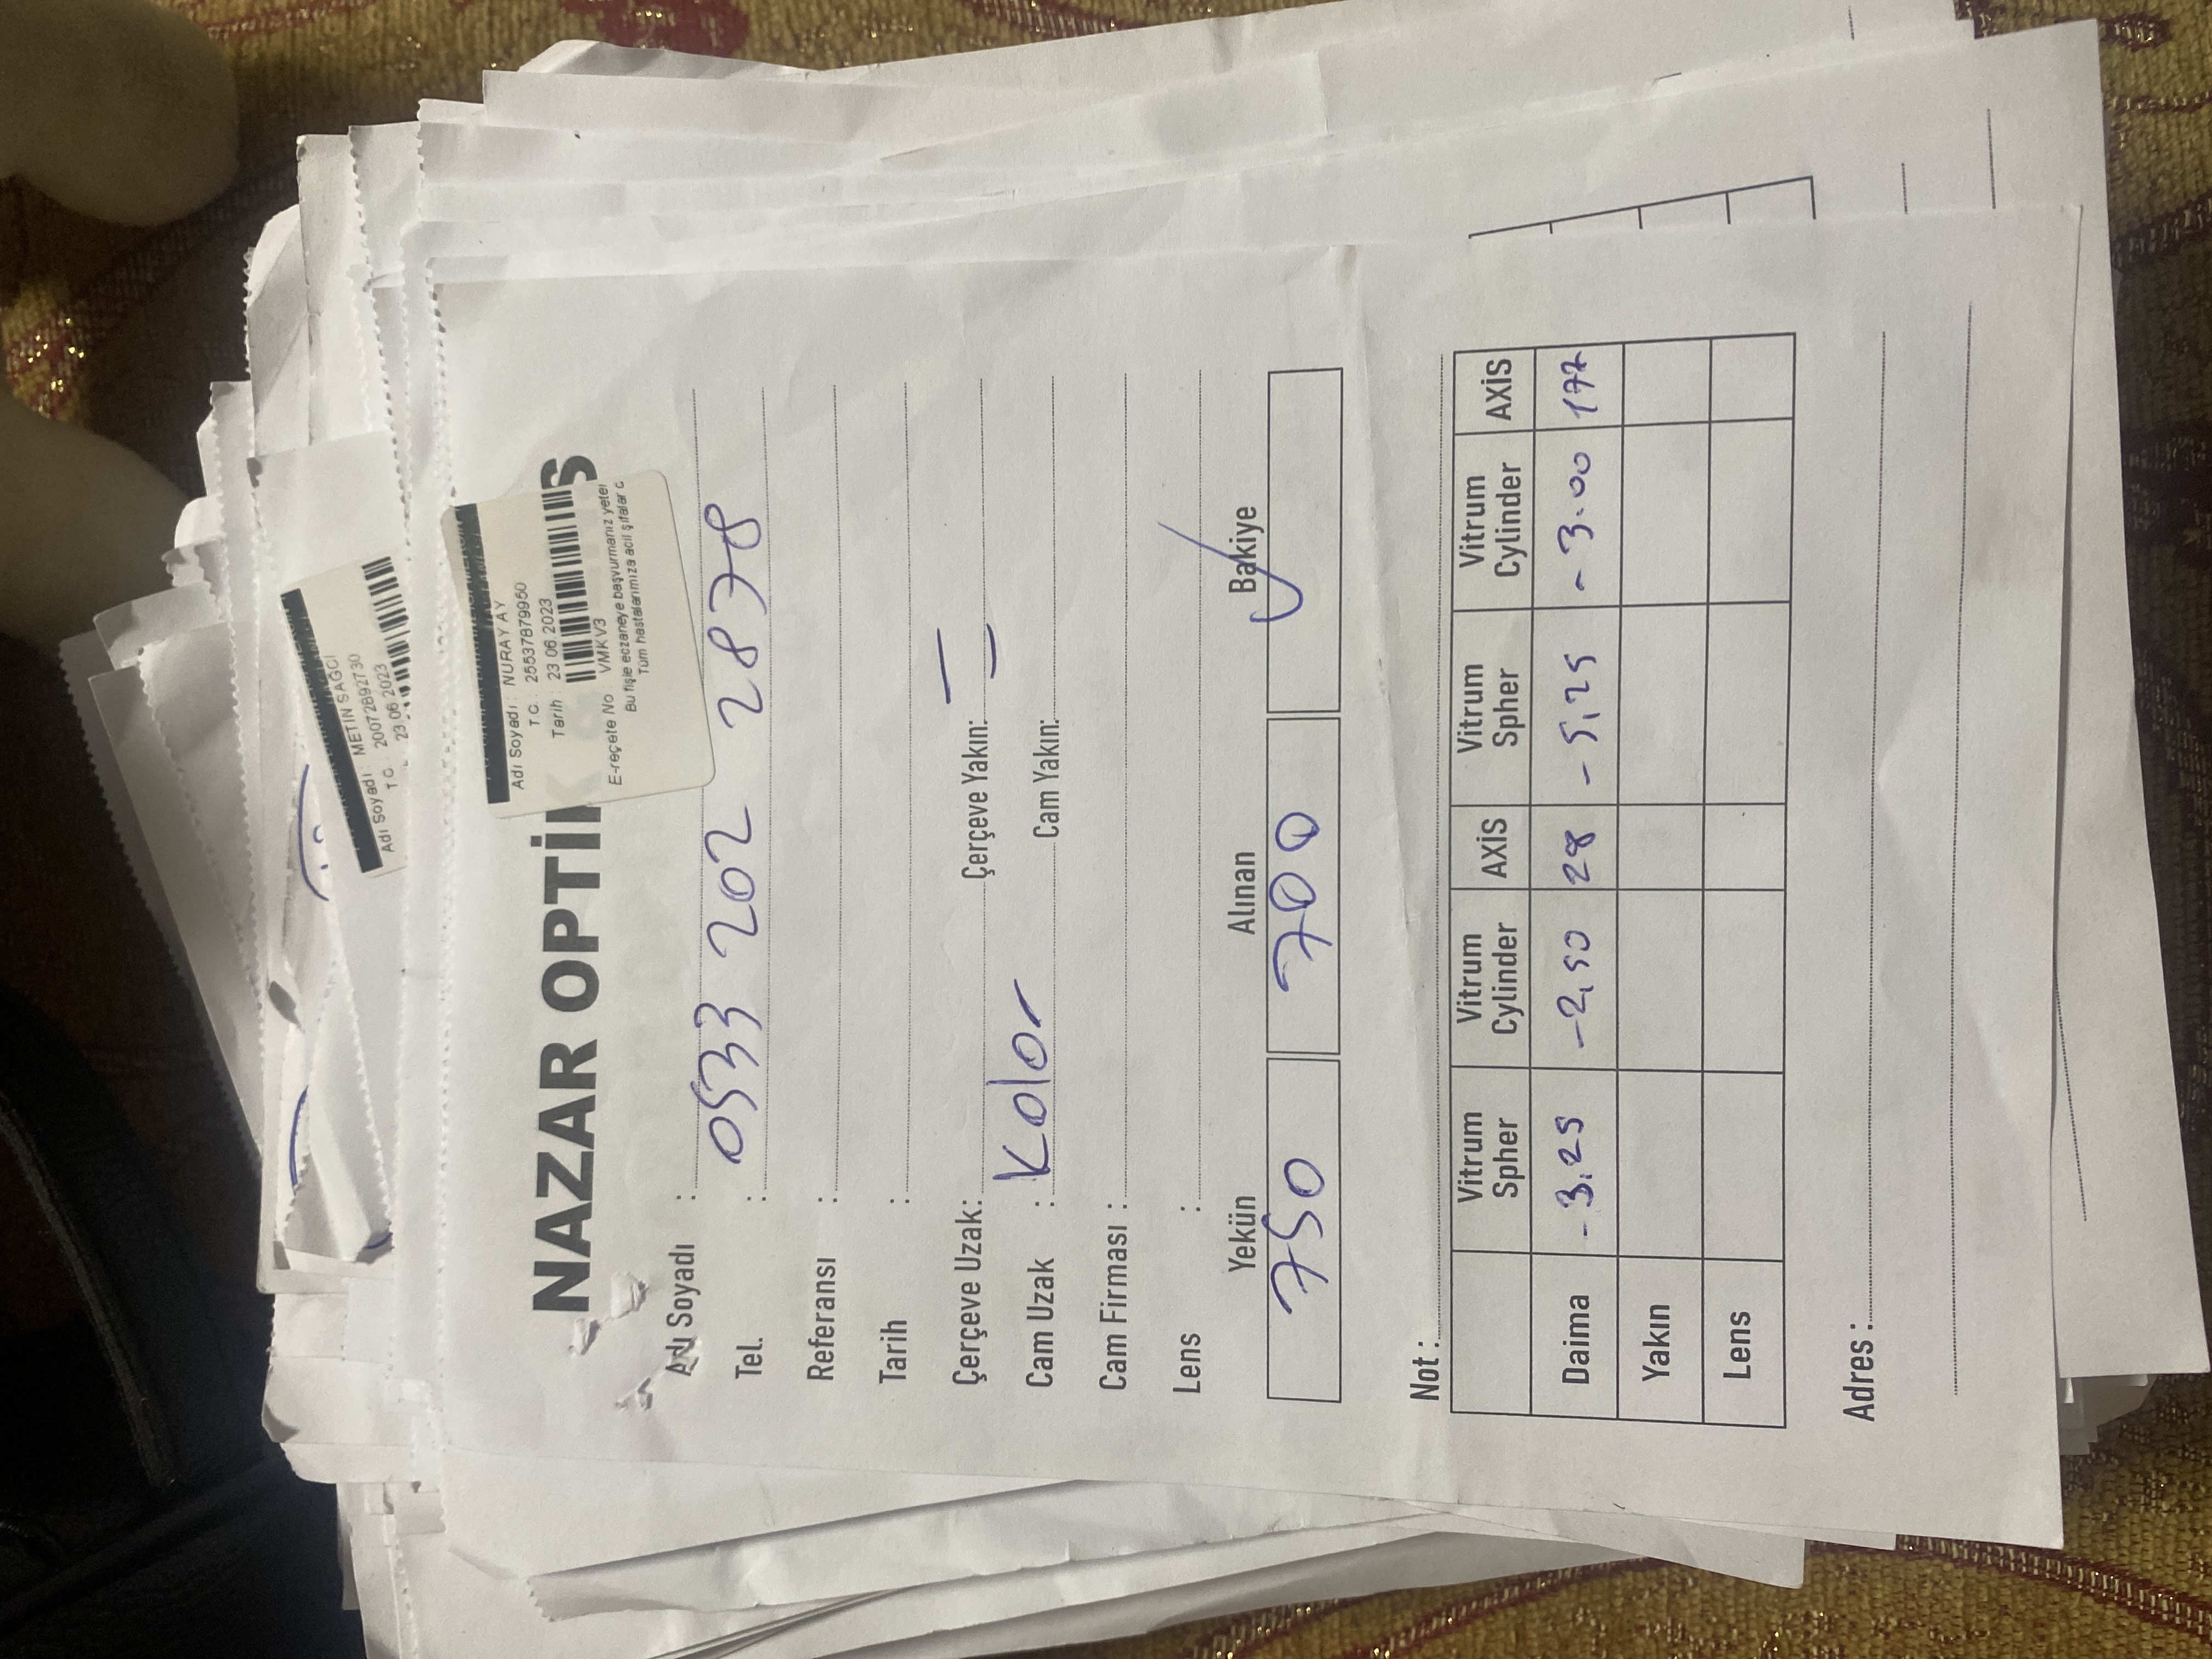 Adı Soyadı : METİN SAĞCI
T.C. 20072892730
23.06.2023
Adı Soyadı : NURAY AY
T.C. : 25537879950
Tarih : 23.06.2023
E-reçete No : VMKV3
Bu fişle eczaneye başvurmanız yeter
Tüm hastalarımıza acil şifalar
NAZAR OPTİK
Adı Soyadı :
Tel. : 0533 202 2878
Referansı :
Tarih :
Çerçeve Uzak: Çerçeve Yakın:
Cam Uzak : Kolor Cam Yakın:
Cam Firması :
Lens :
Yekün Alınan Bakiye
750 700 ✓
Not :
Vitrum Spher Vitrum Cylinder AXİS Vitrum Spher Vitrum Cylinder AXİS
Daima -3,25 -2,50 28 -5,25 -3.00 177
Yakın
Lens
Adres :